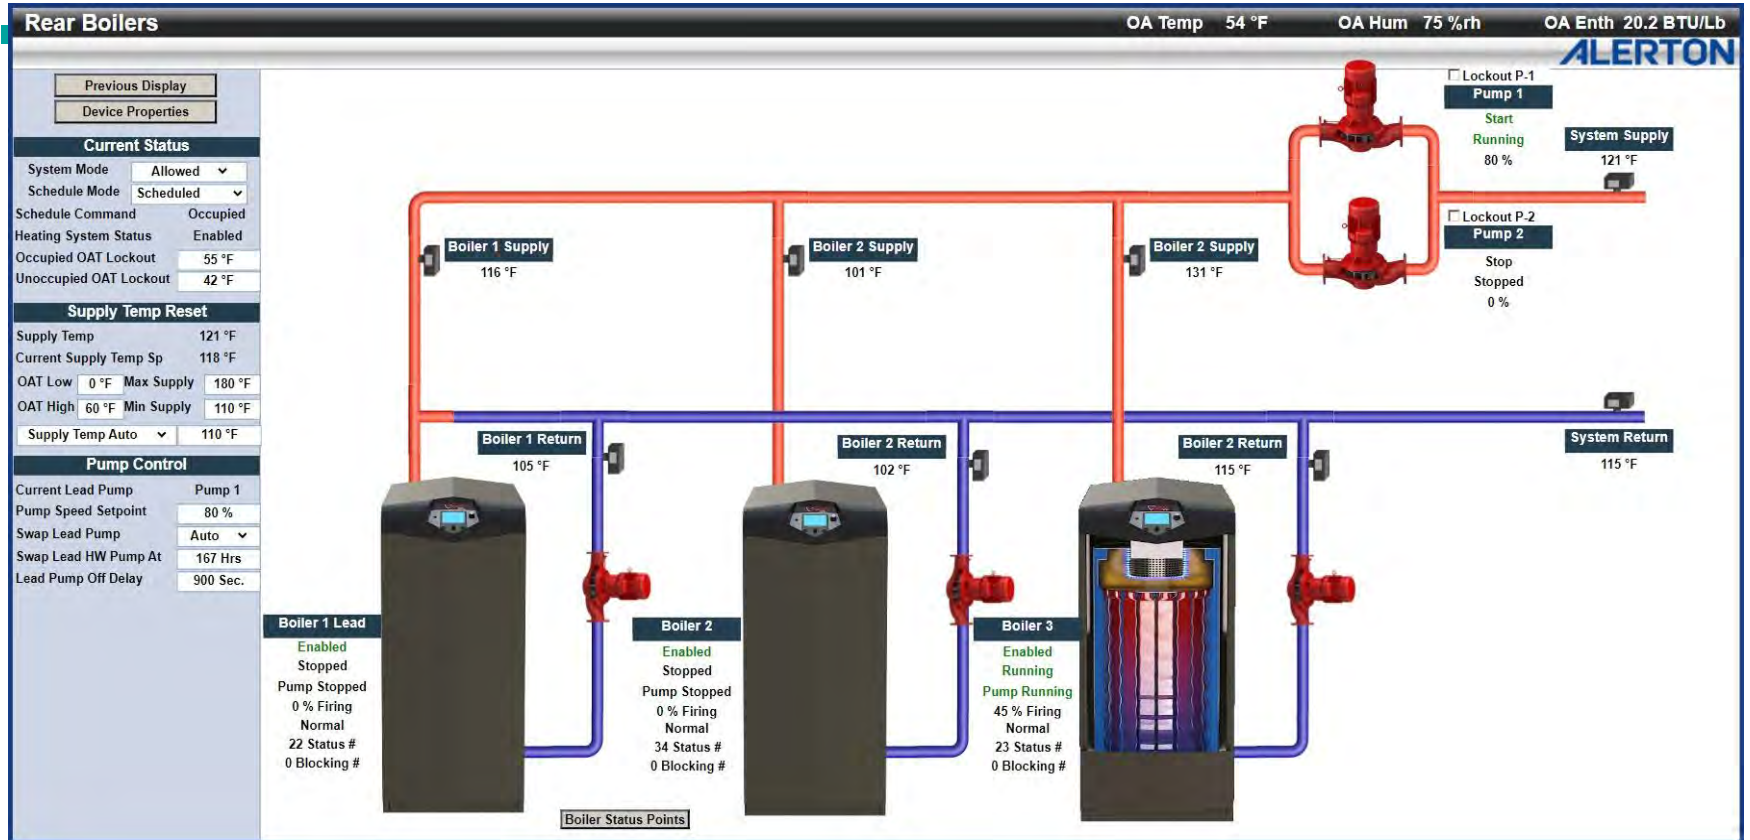 Rear Boilers
OA Temp 54 °F OA Hum 75 %rh OA Enth 20.2 BTU/Lb
ALERTON
Previous Display
Device Properties
Current Status
System Mode Allowed
Schedule Mode Scheduled
Schedule Command Occupied
Heating System Status Enabled
Occupied OAT Lockout 55 °F
Unoccupied OAT Lockout 42 °F
Supply Temp Reset
Supply Temp 121 °F
Current Supply Temp Sp 118 °F
OAT Low 0 °F Max Supply 180 °F
OAT High 60 °F Min Supply 110 °F
Supply Temp Auto 110 °F
Pump Control
Current Lead Pump Pump 1
Pump Speed Setpoint 80 %
Swap Lead Pump Auto
Swap Lead HW Pump At 167 Hrs
Lead Pump Off Delay 900 Sec.
Lockout P-1
Pump 1
Start
Running
80 %
System Supply
121 °F
Lockout P-2
Pump 2
Stop
Stopped
0 %
Boiler 1 Supply
116 °F
Boiler 2 Supply
101 °F
Boiler 2 Supply
131 °F
Boiler 1 Return
105 °F
Boiler 2 Return
102 °F
Boiler 2 Return
115 °F
System Return
115 °F
Boiler 1 Lead
Enabled
Stopped
Pump Stopped
0 % Firing
Normal
22 Status #
0 Blocking #
Boiler 2
Enabled
Stopped
Pump Stopped
0 % Firing
Normal
34 Status #
0 Blocking #
Boiler 3
Enabled
Running
Pump Running
45 % Firing
Normal
23 Status #
0 Blocking #
Boiler Status Points